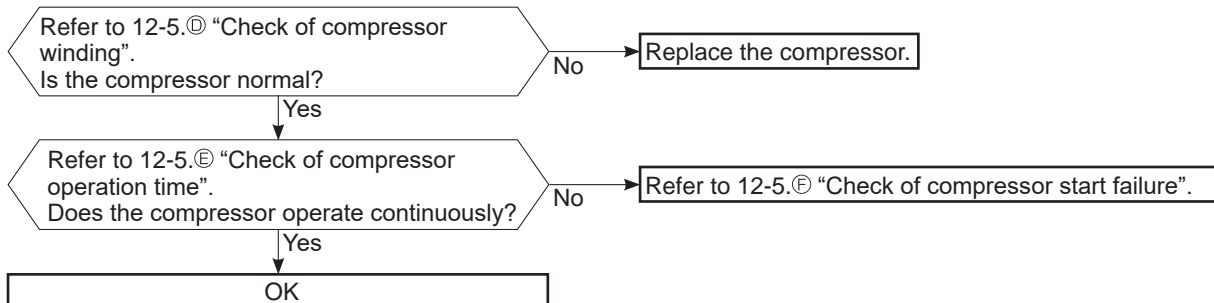 Refer to 12-5.Ⓓ “Check of compressor
winding”.
Is the compressor normal?
No
Replace the compressor.
Yes
Refer to 12-5.Ⓔ “Check of compressor
operation time”.
Does the compressor operate continuously?
No
Refer to 12-5.Ⓕ “Check of compressor start failure”.
Yes
OK